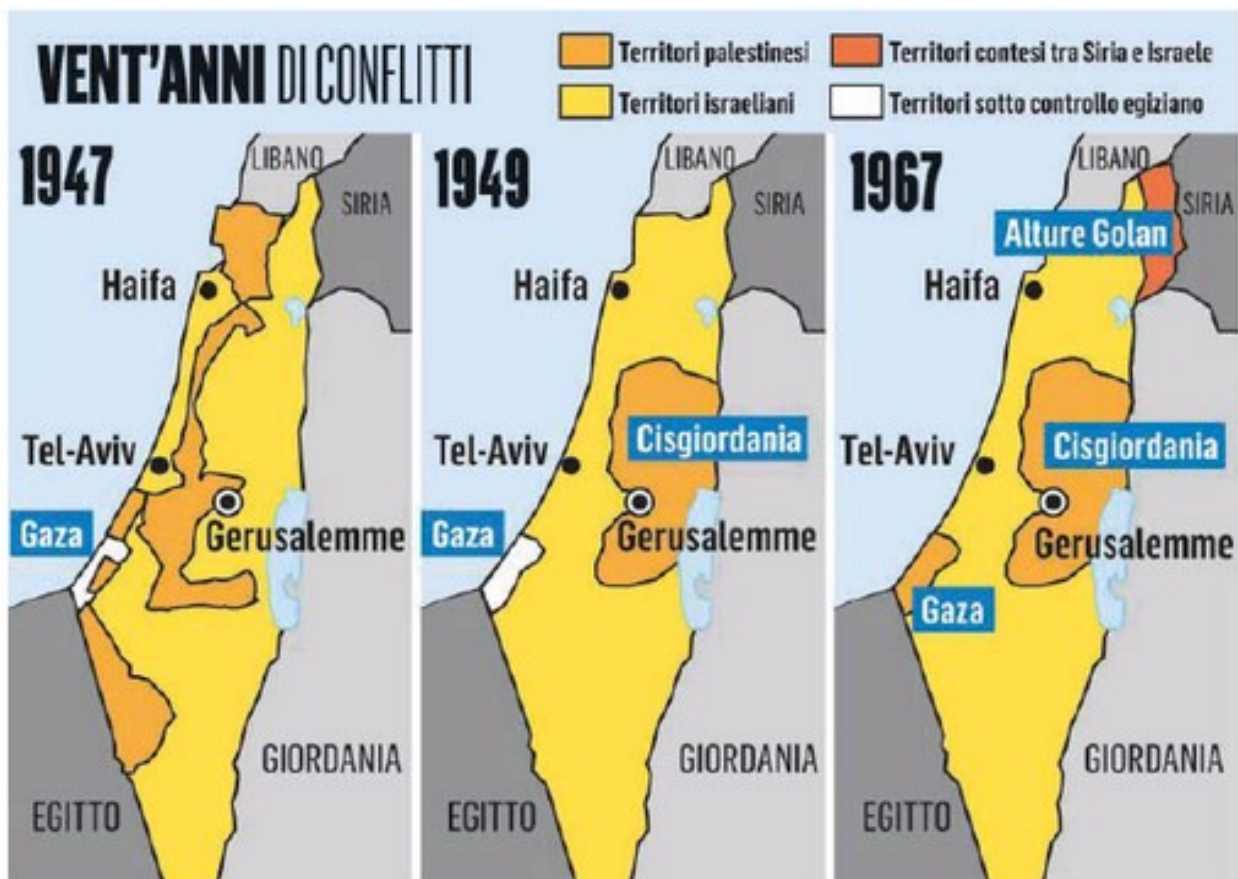 VENT'ANNI DI CONFLITTI
Territori palestinesi
Territori israeliani
Territori contesi tra Siria e Israele
Territori sotto controllo egiziano
1947
LIBANO
SIRIA
Haifa
Tel-Aviv
Gaza
Gerusalemme
GIORDANIA
EGITTO
1949
LIBANO
SIRIA
Haifa
Cisgiordania
Tel-Aviv
Gaza
Gerusalemme
GIORDANIA
EGITTO
1967
LIBANO
SIRIA
Alture Golan
Haifa
Cisgiordania
Tel-Aviv
Gerusalemme
Gaza
GIORDANIA
EGITTO